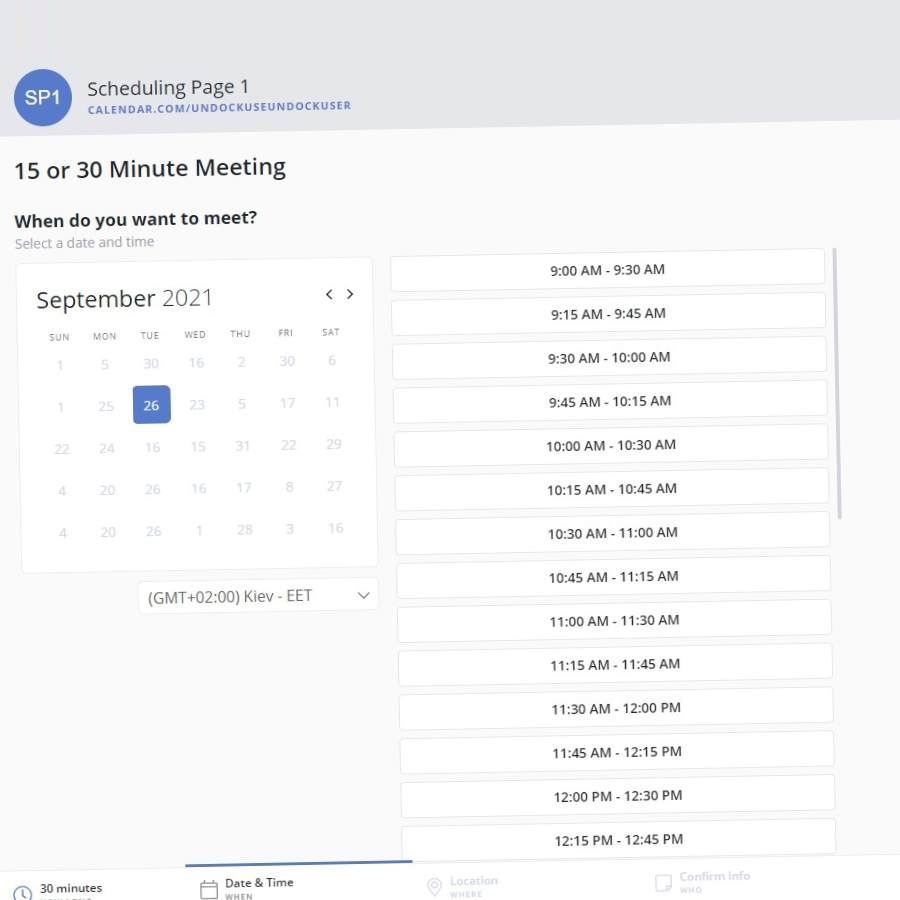 SP1
Scheduling Page 1
CALENDAR.COM/UNDOCKUSEUNDOCKUSER
15 or 30 Minute Meeting
When do you want to meet?
Select a date and time
September 2021
SUN MON TUE WED THU FRI SAT
1 5 30 16 2 30 6
1 25 26 23 5 17 11
22 24 16 15 31 22 29
4 20 26 16 17 8 27
4 20 26 1 28 3 16
(GMT+02:00) Kiev - EET
9:00 AM - 9:30 AM
9:15 AM - 9:45 AM
9:30 AM - 10:00 AM
9:45 AM - 10:15 AM
10:00 AM - 10:30 AM
10:15 AM - 10:45 AM
10:30 AM - 11:00 AM
10:45 AM - 11:15 AM
11:00 AM - 11:30 AM
11:15 AM - 11:45 AM
11:30 AM - 12:00 PM
11:45 AM - 12:15 PM
12:00 PM - 12:30 PM
12:15 PM - 12:45 PM
30 minutes
Date & Time
WHEN
Location
WHERE
Confirm Info
WHO